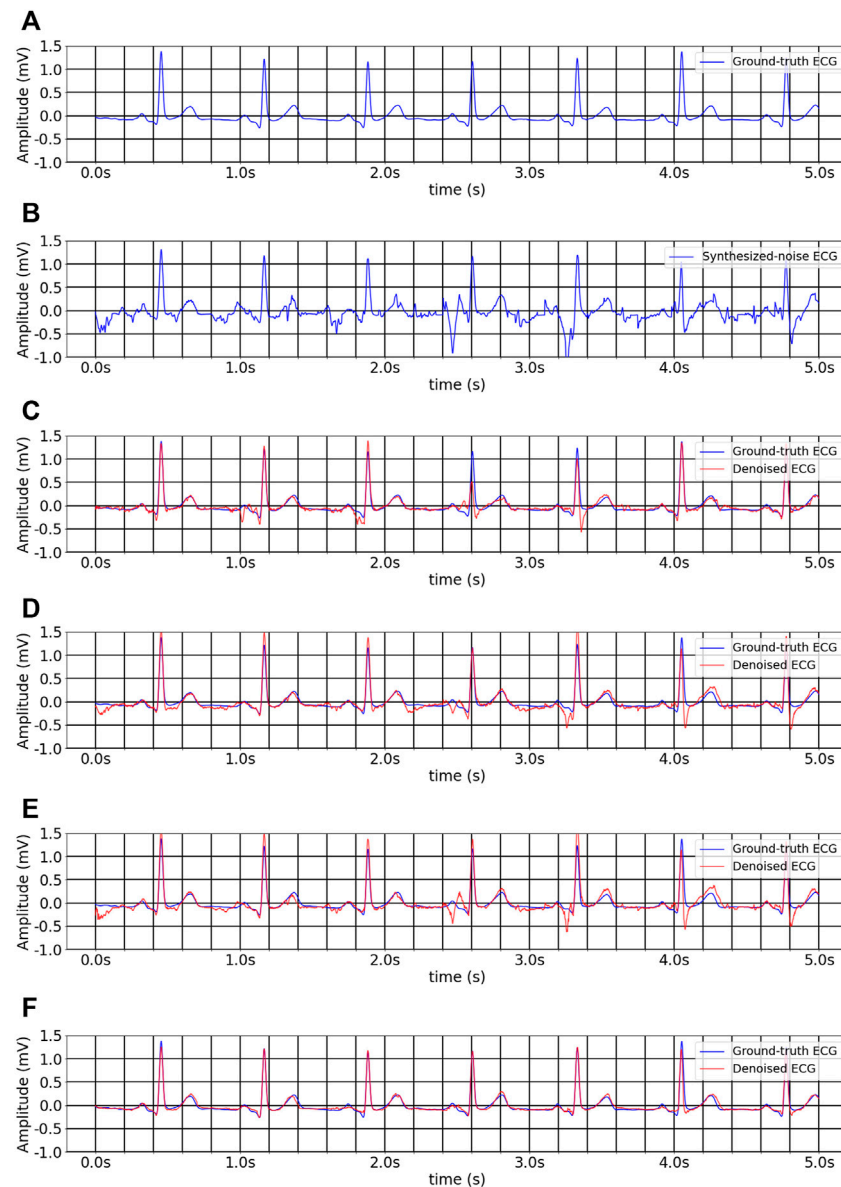 A
1.5
1.0
0.5
0.0
-0.5
-1.0
Amplitude (mV)
Ground-truth ECG
0.0s 1.0s 2.0s 3.0s 4.0s 5.0s
time (s)
B
1.5
1.0
0.5
0.0
-0.5
-1.0
Amplitude (mV)
Synthesized-noise ECG
0.0s 1.0s 2.0s 3.0s 4.0s 5.0s
time (s)
C
1.5
1.0
0.5
0.0
-0.5
-1.0
Amplitude (mV)
Ground-truth ECG
Denoised ECG
0.0s 1.0s 2.0s 3.0s 4.0s 5.0s
time (s)
D
1.5
1.0
0.5
0.0
-0.5
-1.0
Amplitude (mV)
Ground-truth ECG
Denoised ECG
0.0s 1.0s 2.0s 3.0s 4.0s 5.0s
time (s)
E
1.5
1.0
0.5
0.0
-0.5
-1.0
Amplitude (mV)
Ground-truth ECG
Denoised ECG
0.0s 1.0s 2.0s 3.0s 4.0s 5.0s
time (s)
F
1.5
1.0
0.5
0.0
-0.5
-1.0
Amplitude (mV)
Ground-truth ECG
Denoised ECG
0.0s 1.0s 2.0s 3.0s 4.0s 5.0s
time (s)